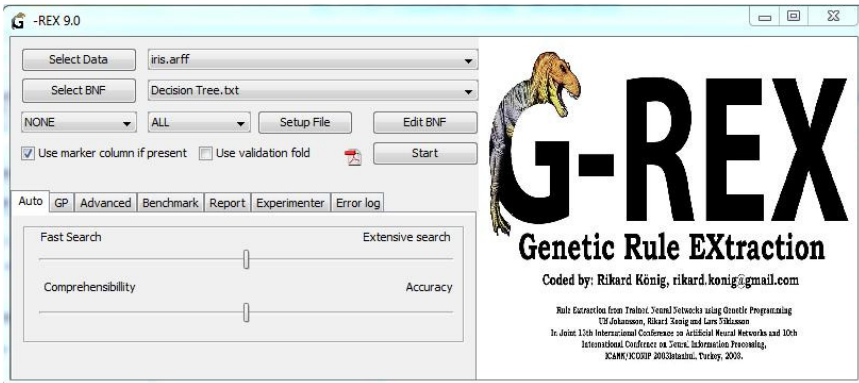 G -REX 9.0
Select Data
iris.arff
Select BNF
Decision Tree.txt
NONE
ALL
Setup File
Edit BNF
Use marker column if present
Use validation fold
Start
Auto
GP
Advanced
Benchmark
Report
Experimenter
Error log
Fast Search
Extensive search
Comprehensibillity
Accuracy
G-REX
Genetic Rule EXtraction
Coded by: Rikard König, rikard.konig@gmail.com
Rule Extraction from Trained Neural Networks using Genetic Programming
Ulf Johansson, Rikard Konig and Lars Niklasson
In Joint 13th International Conference on Artificial Neural Networks and 10th
International Conference on Neural Information Processing,
ICANN/ICONIP 2003Istanbul, Turkey, 2003.